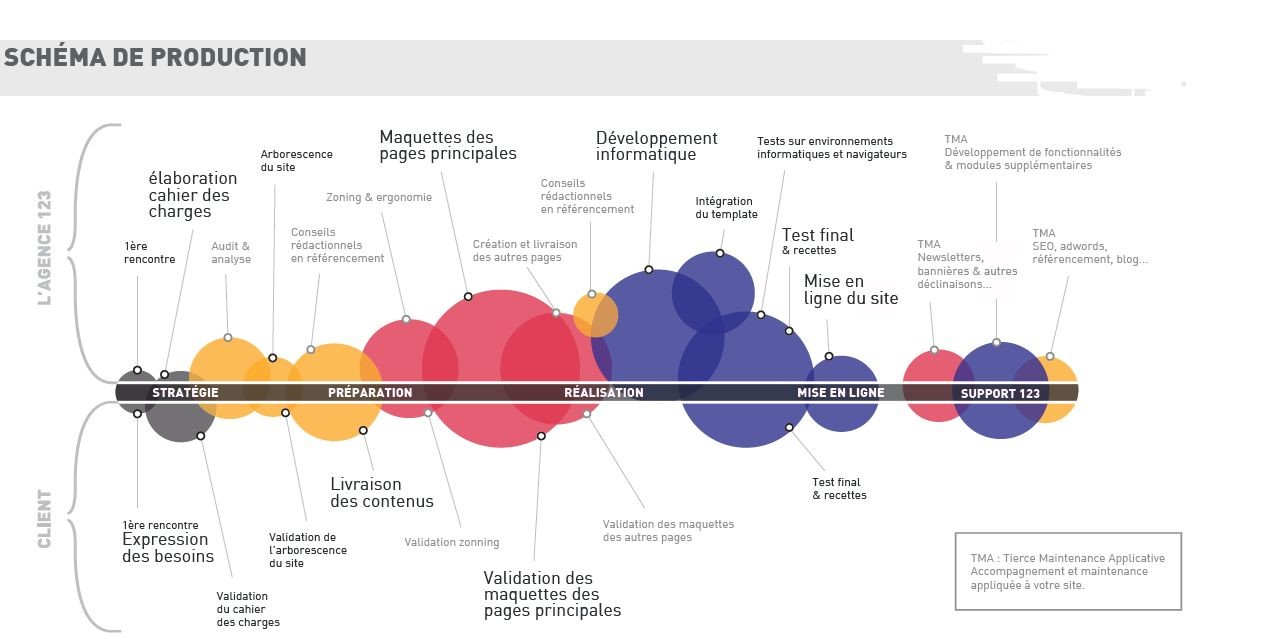 SCHÉMA DE PRODUCTION
L'AGENCE 123
1ère
rencontre
élaboration
cahier des
charges
Audit &
analyse
Arborescence
du site
Conseils
rédactionnels
en référencement
Zoning & ergonomie
Maquettes des
pages principales
Création et livraison
des autres pages
Conseils
rédactionnels
en référencement
Développement
informatique
Intégration
du template
Tests sur environnements
informatiques et navigateurs
Test final
& recettes
Mise en
ligne du site
TMA
Newsletters,
bannières & autres
déclinaisons...
TMA
Développement de fonctionnalités
& modules supplémentaires
TMA
SEO, adwords,
référencement, blog...
STRATÉGIE
PRÉPARATION
RÉALISATION
MISE EN LIGNE
SUPPORT 123
CLIENT
1ère rencontre
Expression
des besoins
Validation
du cahier
des charges
Validation de
l'arborescence
du site
Livraison
des contenus
Validation zonning
Validation des
maquettes des
pages principales
Validation des maquettes
des autres pages
Test final
& recettes
TMA : Tierce Maintenance Applicative
Accompagnement et maintenance
appliquée à votre site.